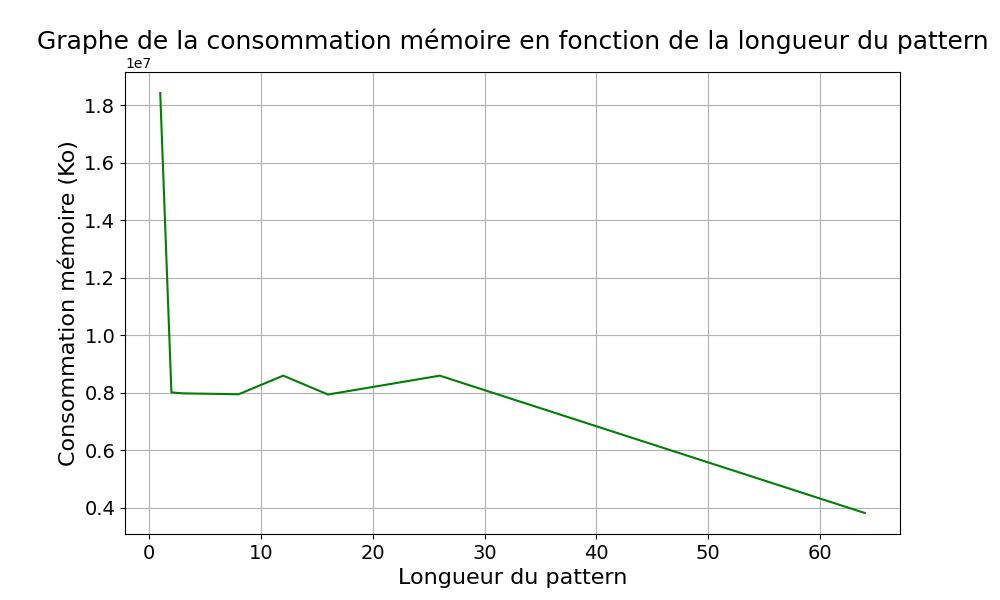 Graphe de la consommation mémoire en fonction de la longueur du pattern
1e7
1.8
1.6
1.4
1.2
1.0
0.8
0.6
0.4
Consommation mémoire (Ko)
0 10 20 30 40 50 60
Longueur du pattern